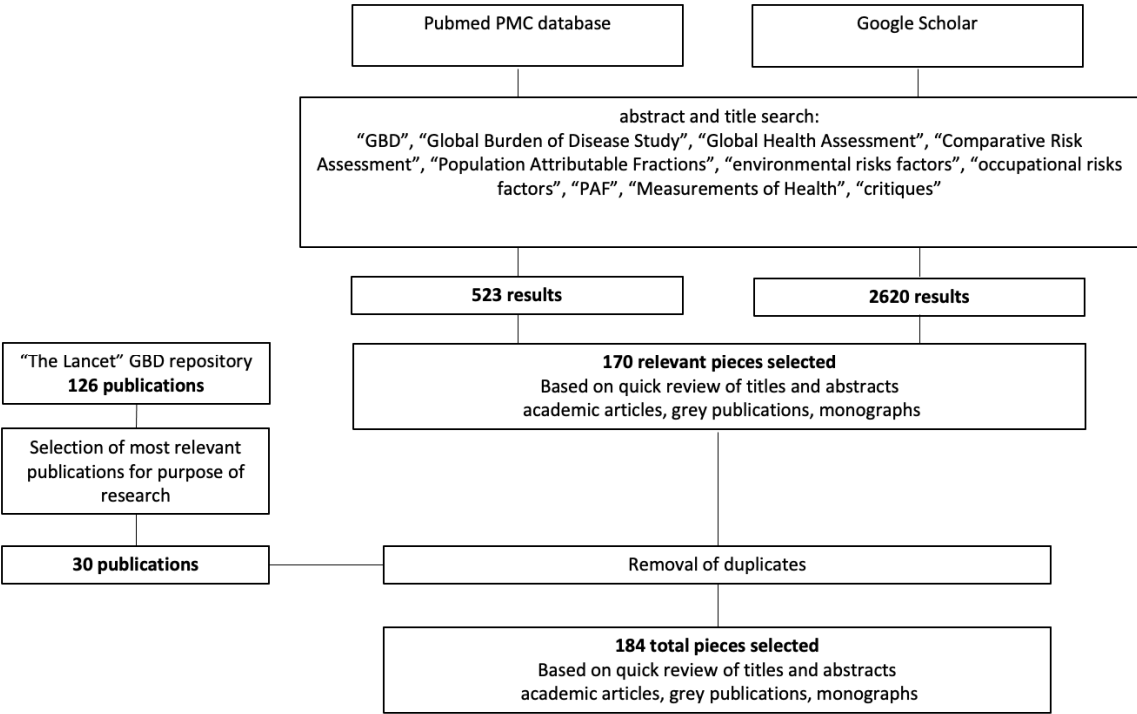 Pubmed PMC database
Google Scholar
abstract and title search:
“GBD”, “Global Burden of Disease Study”, “Global Health Assessment”, “Comparative Risk
Assessment”, “Population Attributable Fractions”, “environmental risks factors”, “occupational risks
factors”, “PAF”, “Measurements of Health”, “critiques”
523 results
2620 results
“The Lancet” GBD repository
126 publications
170 relevant pieces selected
Based on quick review of titles and abstracts
academic articles, grey publications, monographs
Selection of most relevant
publications for purpose of
research
30 publications
Removal of duplicates
184 total pieces selected
Based on quick review of titles and abstracts
academic articles, grey publications, monographs